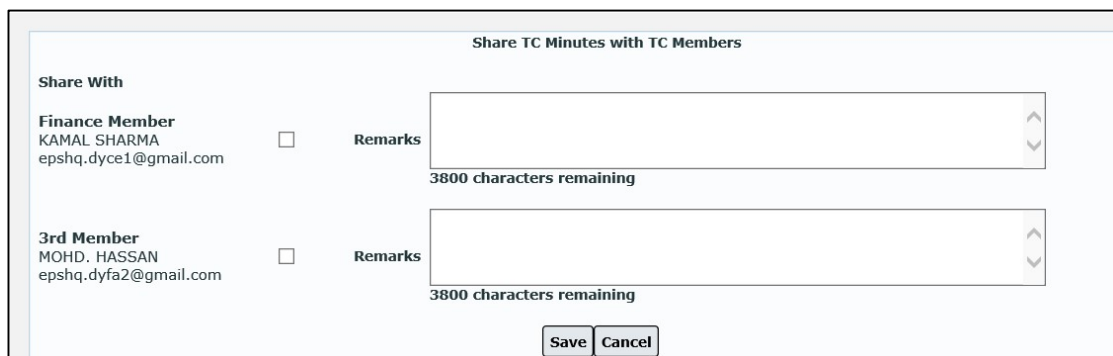 Share TC Minutes with TC Members
Share With
Finance Member
KAMAL SHARMA
epshq.dyce1@gmail.com
Remarks
3800 characters remaining
3rd Member
MOHD. HASSAN
epshq.dyfa2@gmail.com
Remarks
3800 characters remaining
Save Cancel